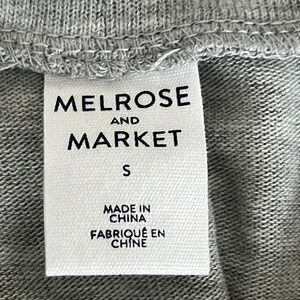 MELROSE
AND
MARKET
S
MADE IN
CHINA
FABRIQUÉ EN
CHINE